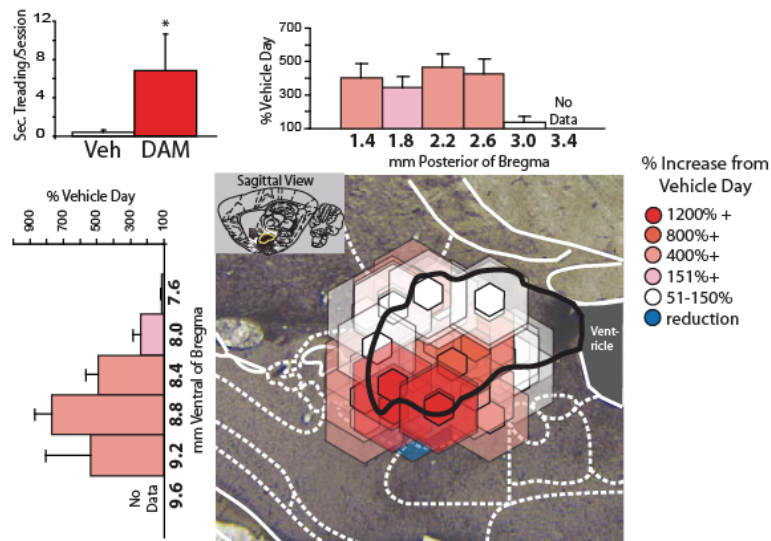 12
8
4
0
Sec. Treading/Session
*
Veh DAM
700
500
300
100
% Vehicle Day
No
Data
1.4 1.8 2.2 2.6 3.0 3.4
mm Posterior of Bregma
% Vehicle Day
900 700 500 300 100
7.6
8.0
8.4
8.8
9.2
9.6
mm Ventral of Bregma
No
Data
Sagittal View
Vent-
ricle
% Increase from
Vehicle Day
1200% +
800%+
400%+
151%+
51-150%
reduction